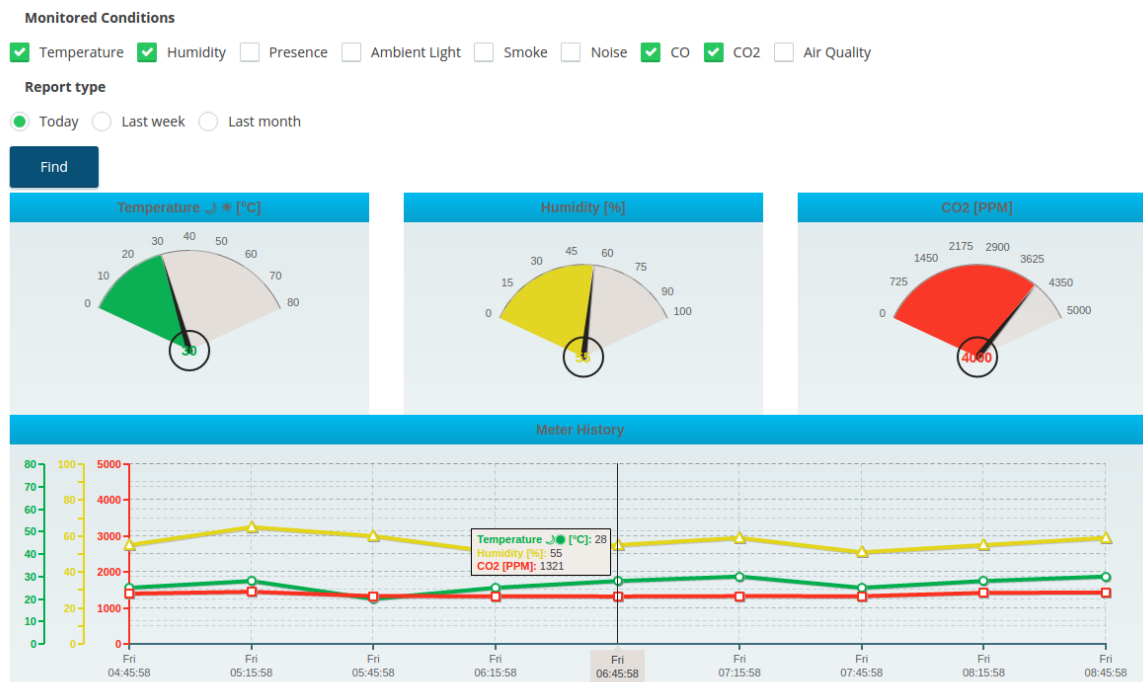 Monitored Conditions
Temperature Humidity Presence Ambient Light Smoke Noise CO CO2 Air Quality
Report type
Today Last week Last month
Find
Temperature 🌙☀ [°C]
0 10 20 30 40 50 60 70 80
30
Humidity [%]
0 15 30 45 60 75 90 100
55
CO2 [PPM]
0 725 1450 2175 2900 3625 4350 5000
4000
Meter History
80 100 5000
70
80 4000
60
50 60 3000
40
30 40 2000
20 20 1000
10
0 0 0
Temperature 🌙☀ [°C]: 28
Humidity [%]: 55
CO2 [PPM]: 1321
Fri Fri Fri Fri Fri Fri Fri Fri Fri
04:45:58 05:15:58 05:45:58 06:15:58 06:45:58 07:15:58 07:45:58 08:15:58 08:45:58